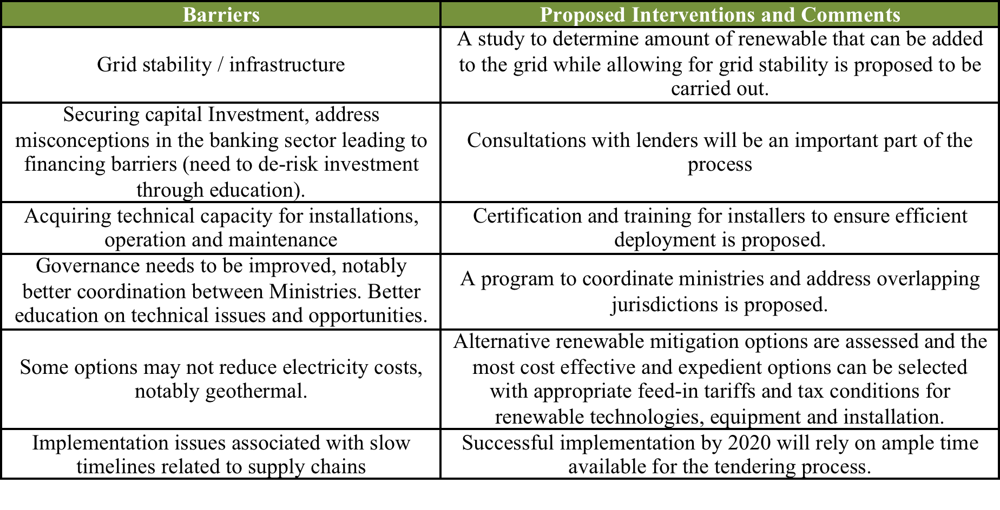 Barriers
Proposed Interventions and Comments
Grid stability / infrastructure
A study to determine amount of renewable that can be added
to the grid while allowing for grid stability is proposed to be
carried out.
Securing capital Investment, address
misconceptions in the banking sector leading to
financing barriers (need to de-risk investment
through education).
Consultations with lenders will be an important part of the
process
Acquiring technical capacity for installations,
operation and maintenance
Certification and training for installers to ensure efficient
deployment is proposed.
Governance needs to be improved, notably
better coordination between Ministries. Better
education on technical issues and opportunities.
A program to coordinate ministries and address overlapping
jurisdictions is proposed.
Some options may not reduce electricity costs,
notably geothermal.
Alternative renewable mitigation options are assessed and the
most cost effective and expedient options can be selected
with appropriate feed-in tariffs and tax conditions for
renewable technologies, equipment and installation.
Implementation issues associated with slow
timelines related to supply chains
Successful implementation by 2020 will rely on ample time
available for the tendering process.